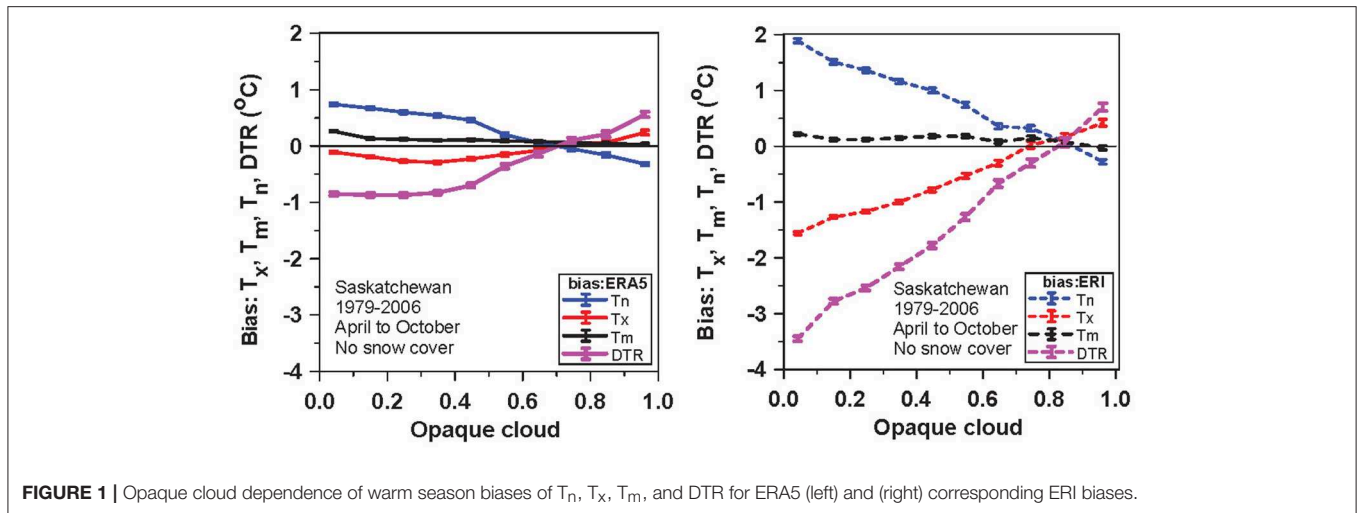 2
1
0
-1
-2
-3
-4
Bias: Tx, Tm, Tn, DTR (°C)
Saskatchewan
1979-2006
April to October
No snow cover
bias:ERA5
Tn
Tx
Tm
DTR
0.0 0.2 0.4 0.6 0.8 1.0
Opaque cloud
2
1
0
-1
-2
-3
-4
Bias: Tx, Tm, Tn, DTR (°C)
Saskatchewan
1979-2006
April to October
No snow cover
bias:ERI
Tn
Tx
Tm
DTR
0.0 0.2 0.4 0.6 0.8 1.0
Opaque cloud
FIGURE 1 | Opaque cloud dependence of warm season biases of Tn, Tx, Tm, and DTR for ERA5 (left) and (right) corresponding ERI biases.